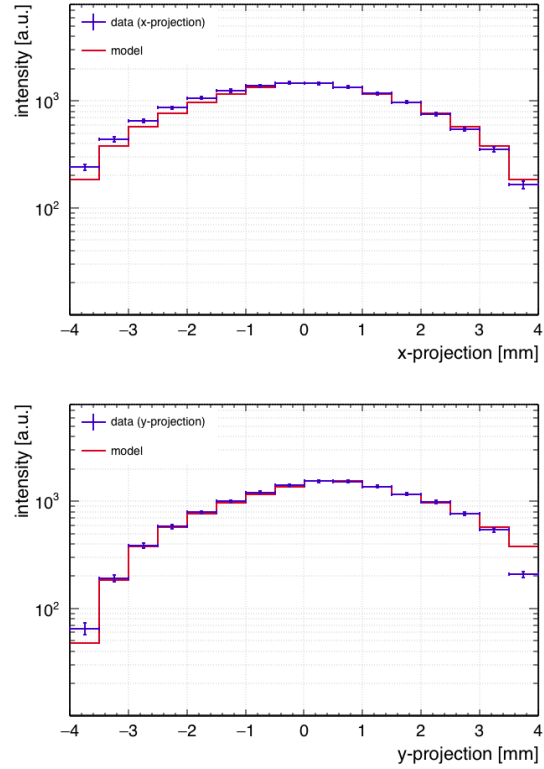 intensity [a.u.]
data (x-projection)
model
10³
10²
−4 −3 −2 −1 0 1 2 3 4
x-projection [mm]
intensity [a.u.]
data (y-projection)
model
10³
10²
−4 −3 −2 −1 0 1 2 3 4
y-projection [mm]